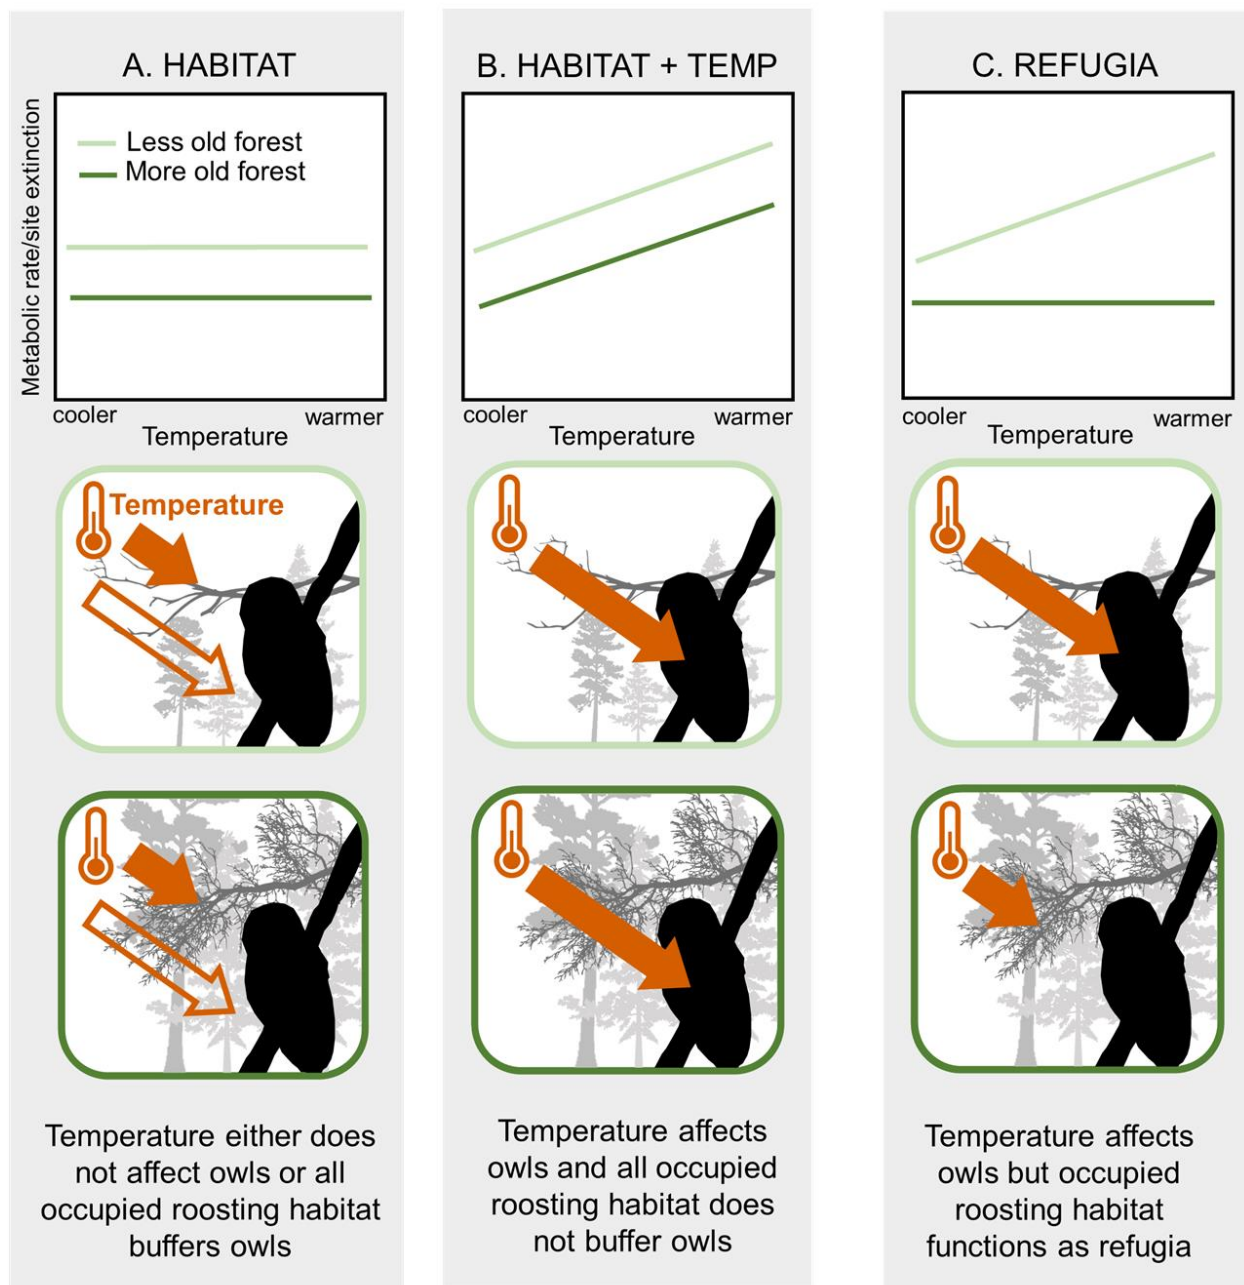 A. HABITAT
Metabolic rate/site extinction
Less old forest
More old forest
cooler
warmer
Temperature
Temperature
Temperature either does
not affect owls or all
occupied roosting habitat
buffers owls
B. HABITAT + TEMP
cooler
warmer
Temperature
Temperature affects
owls and all occupied
roosting habitat does
not buffer owls
C. REFUGIA
cooler
warmer
Temperature
Temperature affects
owls but occupied
roosting habitat
functions as refugia